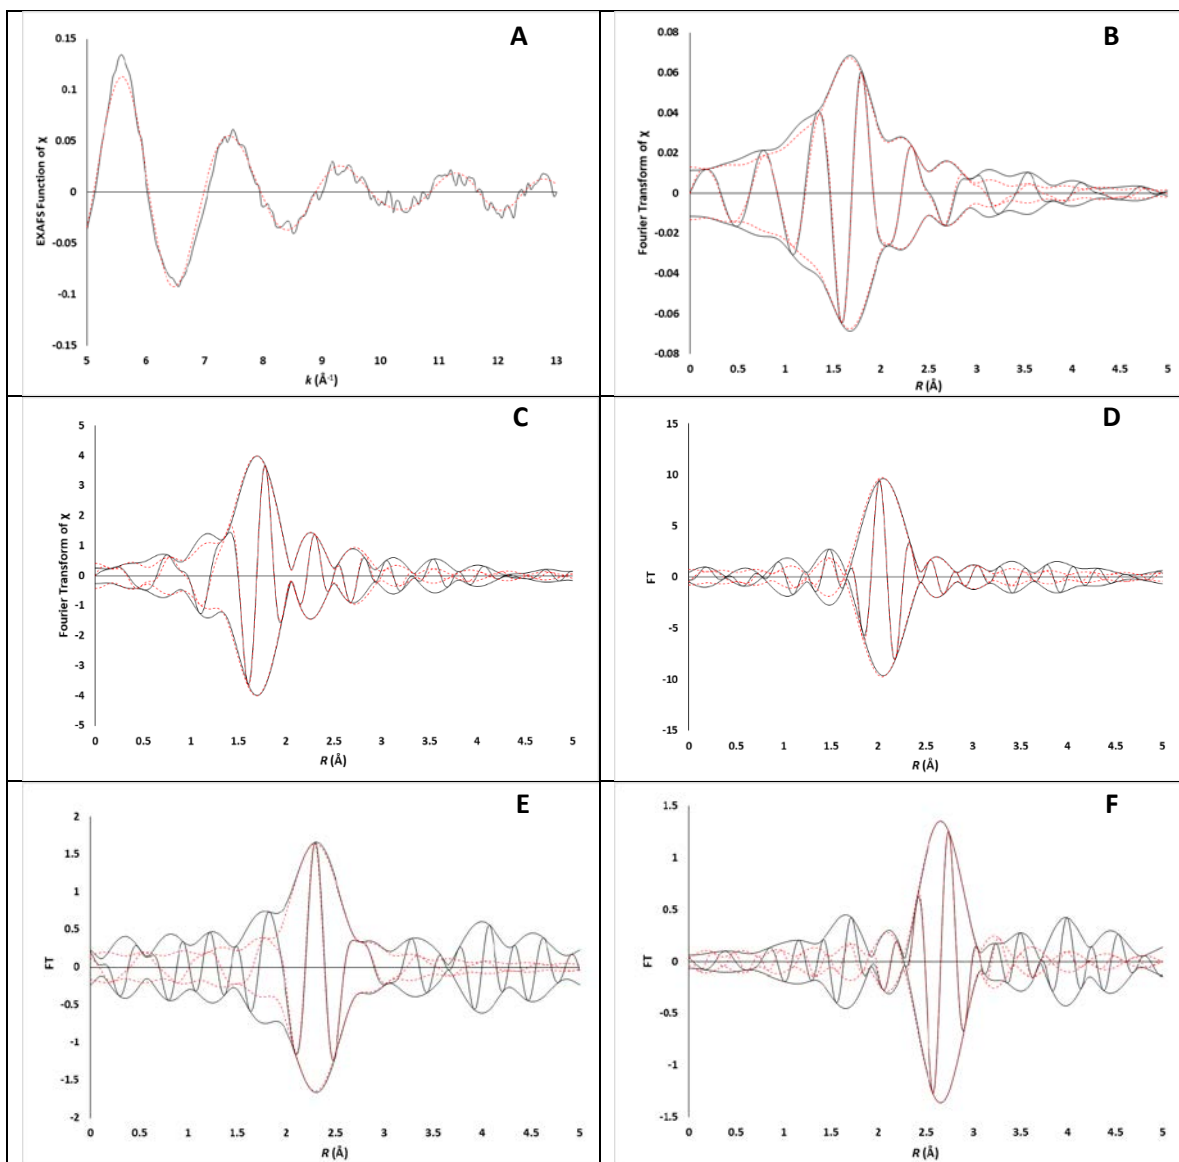 A
0.15
0.1
0.05
0
-0.05
-0.1
-0.15
EXAFS Function of χ
5 6 7 8 9 10 11 12 13
k (Å-1)
B
0.08
0.06
0.04
0.02
0
-0.02
-0.04
-0.06
-0.08
Fourier Transform of χ
0 0.5 1 1.5 2 2.5 3 3.5 4 4.5 5
R (Å)
C
5
4
3
2
1
0
-1
-2
-3
-4
-5
Fourier Transform of χ
0 0.5 1 1.5 2 2.5 3 3.5 4 4.5 5
R (Å)
D
15
10
5
0
-5
-10
-15
FT
0 0.5 1 1.5 2 2.5 3 3.5 4 4.5 5
R (Å)
E
2
1.5
1
0.5
0
-0.5
-1
-1.5
-2
FT
0 0.5 1 1.5 2 2.5 3 3.5 4 4.5 5
R (Å)
F
1.5
1
0.5
0
-0.5
-1
-1.5
FT
0 0.5 1 1.5 2 2.5 3 3.5 4 4.5 5
R (Å)